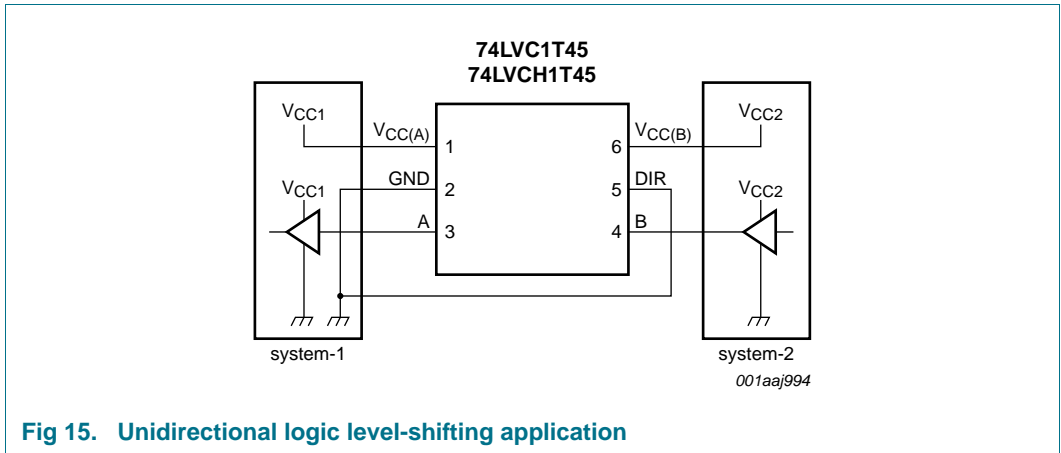 74LVC1T45
74LVCH1T45
VCC1
VCC(A)
1
6
VCC(B)
VCC2
GND
2
5
DIR
VCC1
VCC2
A
3
4
B
system-1
system-2
001aaj994
Fig 15. Unidirectional logic level-shifting application